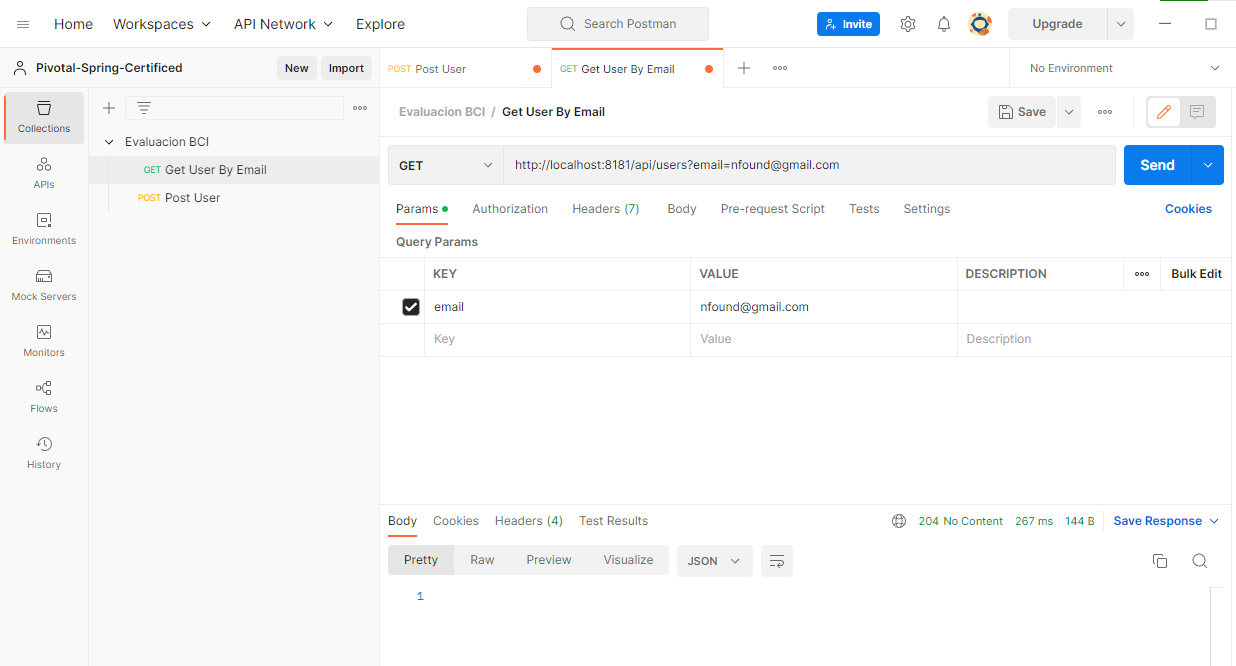 Home Workspaces API Network Explore Search Postman Invite Upgrade
Pivotal-Spring-Certificed New Import POST Post User GET Get User By Email No Environment
Collections
APIs
Environments
Mock Servers
Monitors
Flows
History
Evaluacion BCI
GET Get User By Email
POST Post User
Evaluacion BCI / Get User By Email Save
GET http://localhost:8181/api/users?email=nfound@gmail.com Send
Params Authorization Headers (7) Body Pre-request Script Tests Settings Cookies
Query Params
KEY VALUE DESCRIPTION Bulk Edit
email nfound@gmail.com
Key Value Description
Body Cookies Headers (4) Test Results 204 No Content 267 ms 144 B Save Response
Pretty Raw Preview Visualize JSON
1